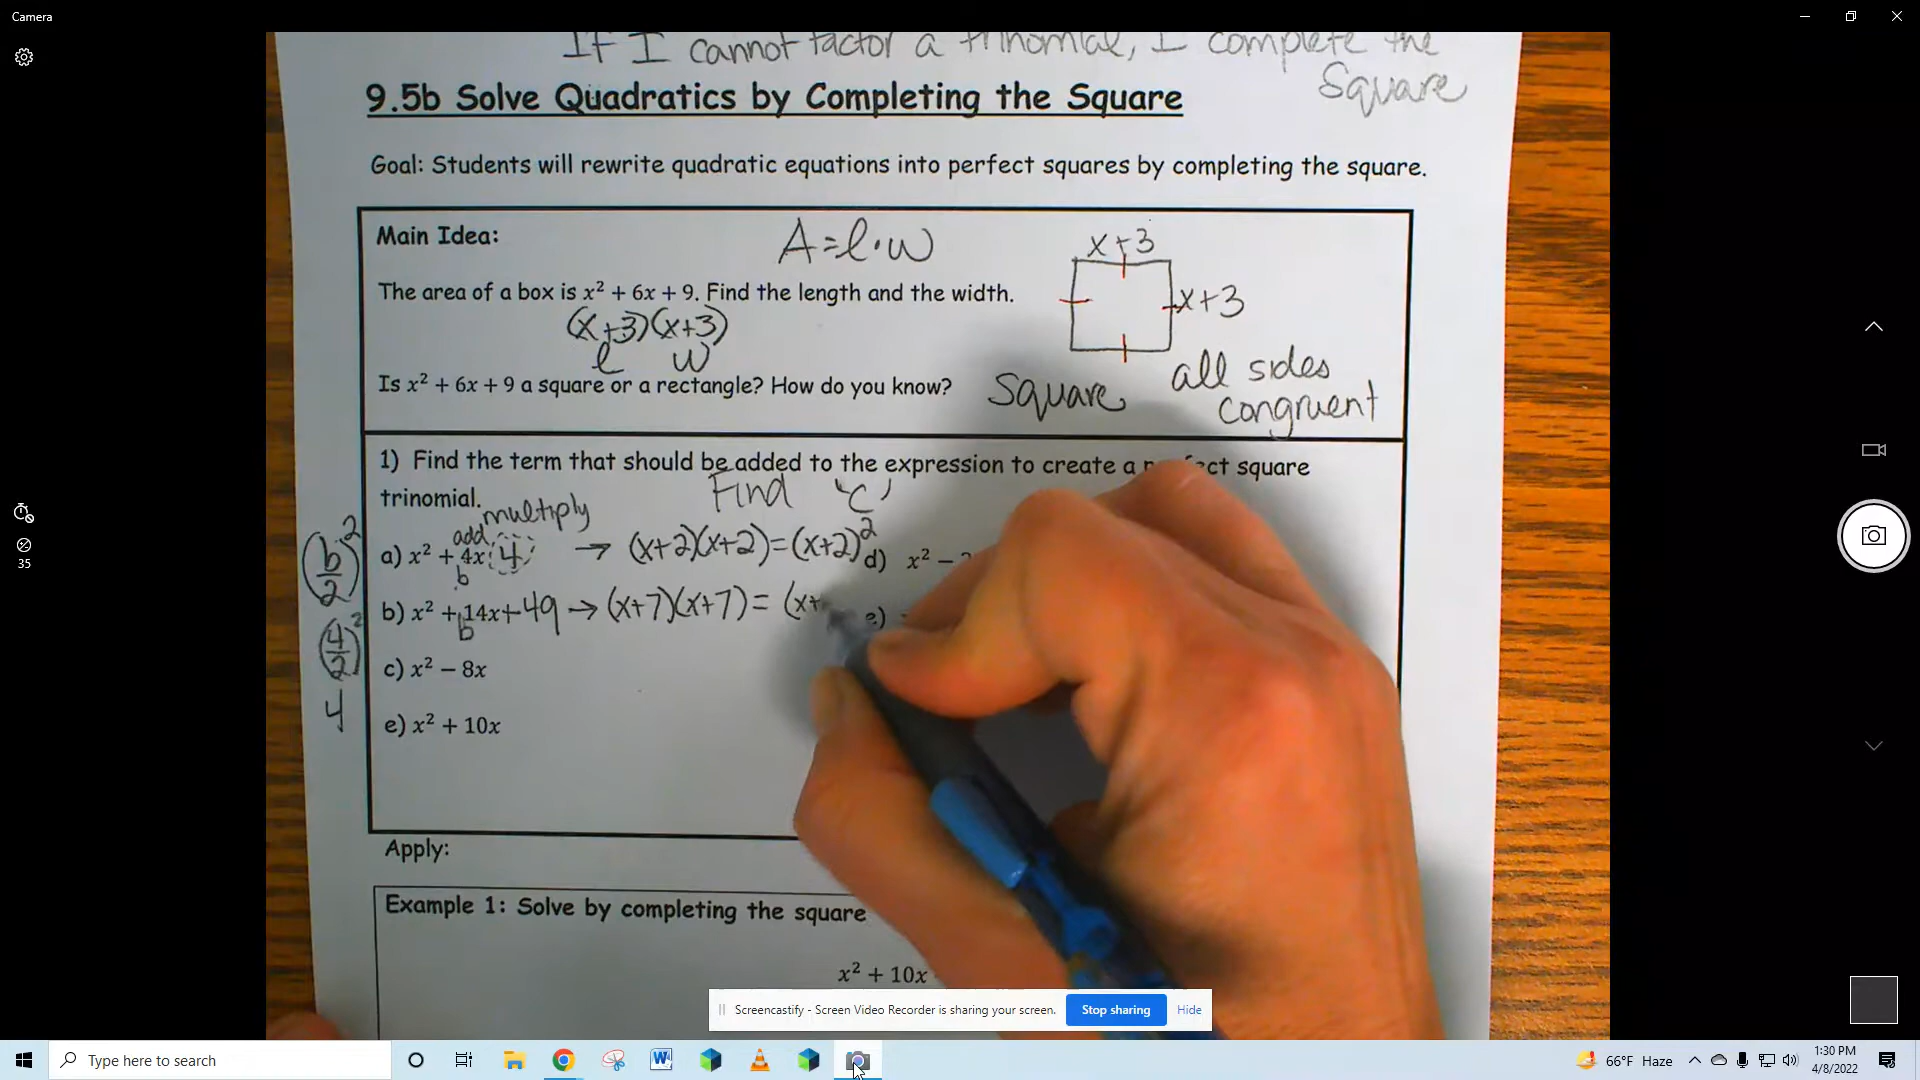 Camera
If I cannot factor a trinomial, I complete the
Square
9.5b Solve Quadratics by Completing the Square
Goal: Students will rewrite quadratic equations into perfect squares by completing the square.
Main Idea:
A = l · w
x+3
The area of a box is x² + 6x + 9. Find the length and the width.
x+3
(x+3)(x+3)
l w
Is x² + 6x + 9 a square or a rectangle? How do you know?
Square
all sides
congruent
1) Find the term that should be added to the expression to create a square
trinomial.
Find "C"
multiply
add
a) x² + 4x 4 → (x+2)(x+2) = (x+2)²
b
d) x² −
(b/2)²
b) x² + 14x + 49 → (x+7)(x+7) = (x+
b
e)
(4/2)²
c) x² − 8x
4
e) x² + 10x
Apply:
Example 1: Solve by completing the square
x² + 10x
35
Screencastify - Screen Video Recorder is sharing your screen.
Stop sharing
Hide
Type here to search
66°F Haze
1:30 PM
4/8/2022